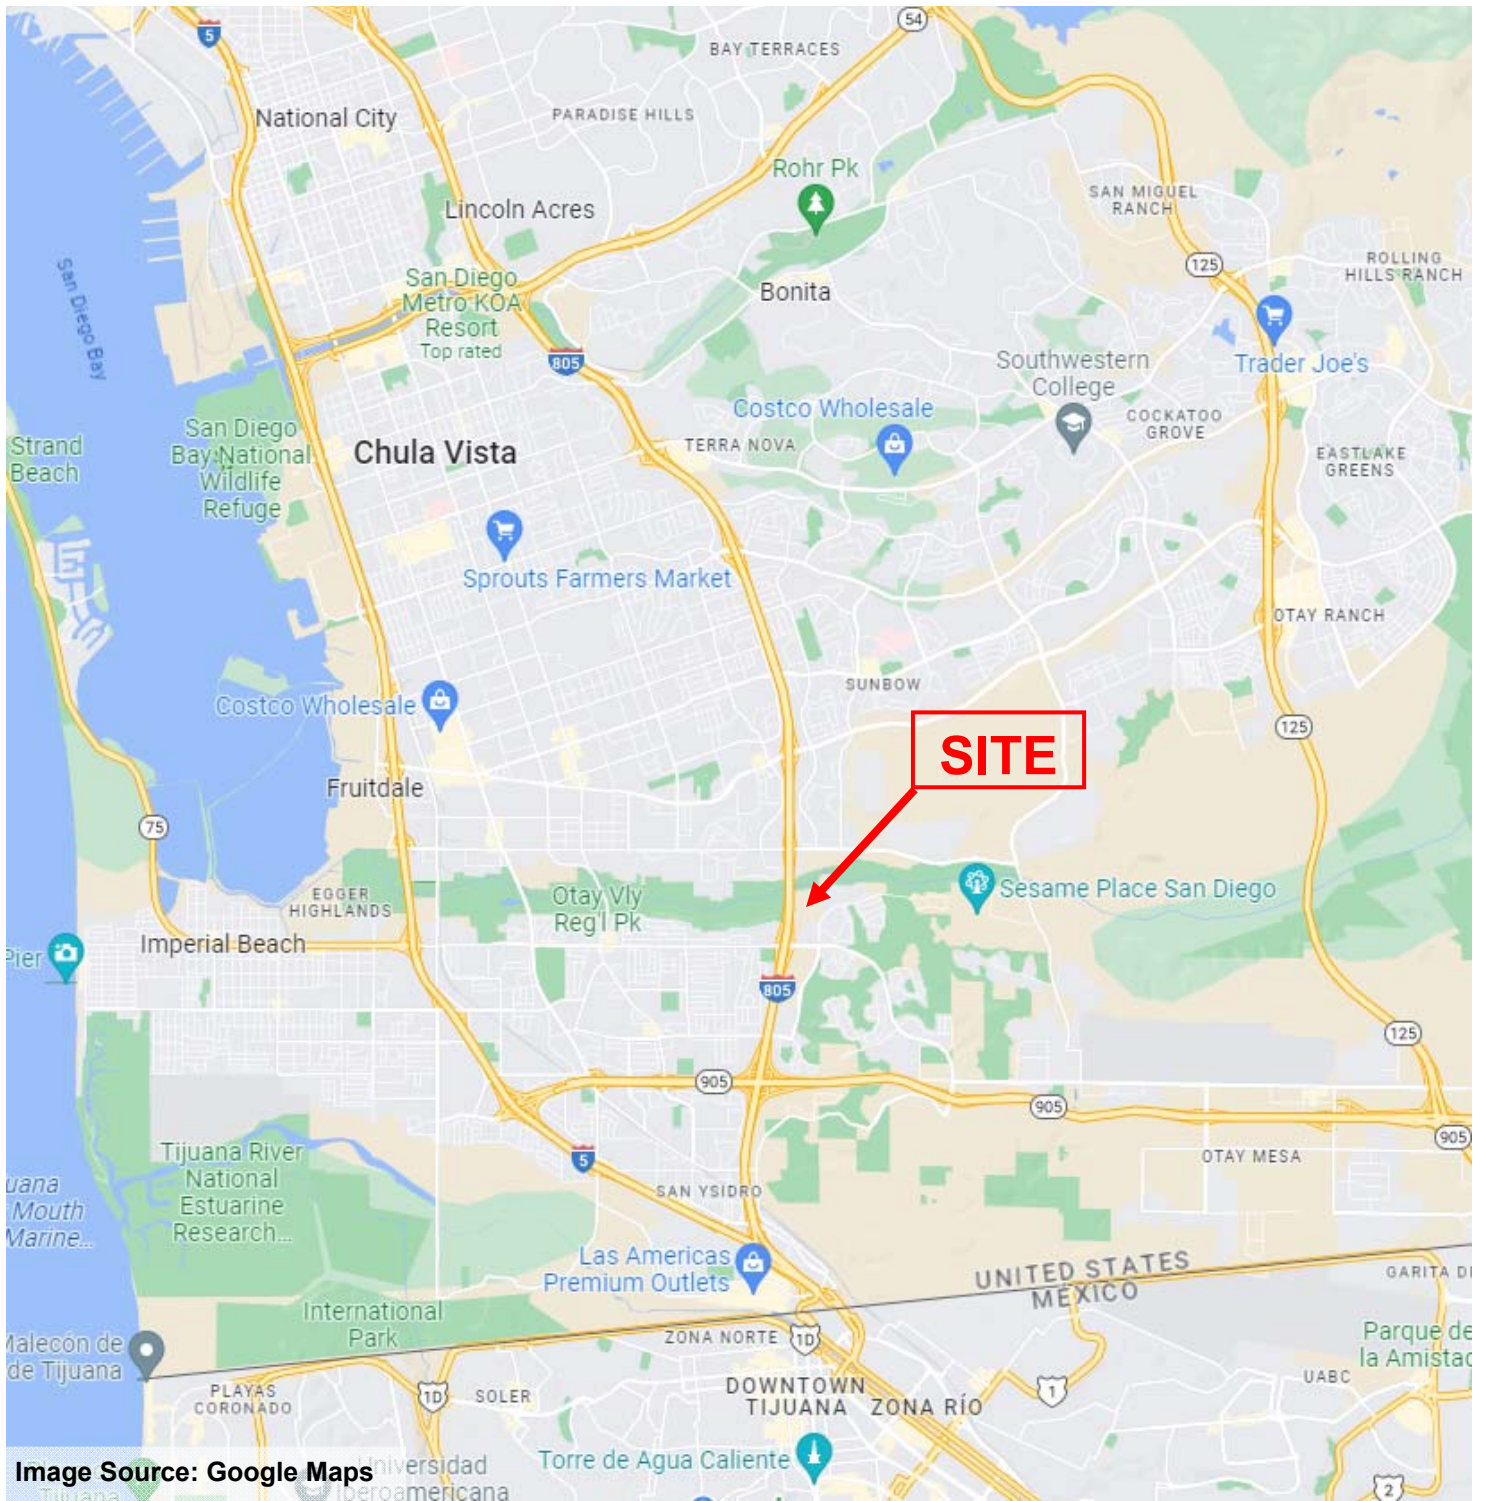 54
5
BAY TERRACES
National City
PARADISE HILLS
Rohr Pk
SAN MIGUEL
RANCH
Lincoln Acres
125
ROLLING
HILLS RANCH
San Diego Bay
San Diego
Metro KOA
Resort
Top rated
Bonita
805
Trader Joe's
Southwestern
College
Costco Wholesale
COCKATOO
GROVE
San Diego
Bay National
Wildlife
Refuge
Chula Vista
TERRA NOVA
Strand
Beach
EASTLAKE
GREENS
Sprouts Farmers Market
OTAY RANCH
SUNBOW
Costco Wholesale
125
SITE
Fruitdale
75
EGGER
HIGHLANDS
Otay Vly
Reg'l Pk
Sesame Place San Diego
Imperial Beach
Pier
805
125
905
905
905
5
OTAY MESA
Tijuana River
National
Estuarine
Research...
uana
Mouth
Marine...
SAN YSIDRO
Las Americas
Premium Outlets
UNITED STATES
MÉXICO
GARITA D
International
Park
ZONA NORTE
1D
Parque de
la Amistad
Malecón de
de Tijuana
UABC
PLAYAS
CORONADO
1D
SOLER
DOWNTOWN
TIJUANA
ZONA RÍO
1
Torre de Agua Caliente
Image Source: Google Maps
versidad
beroamericana
Tijuana
2